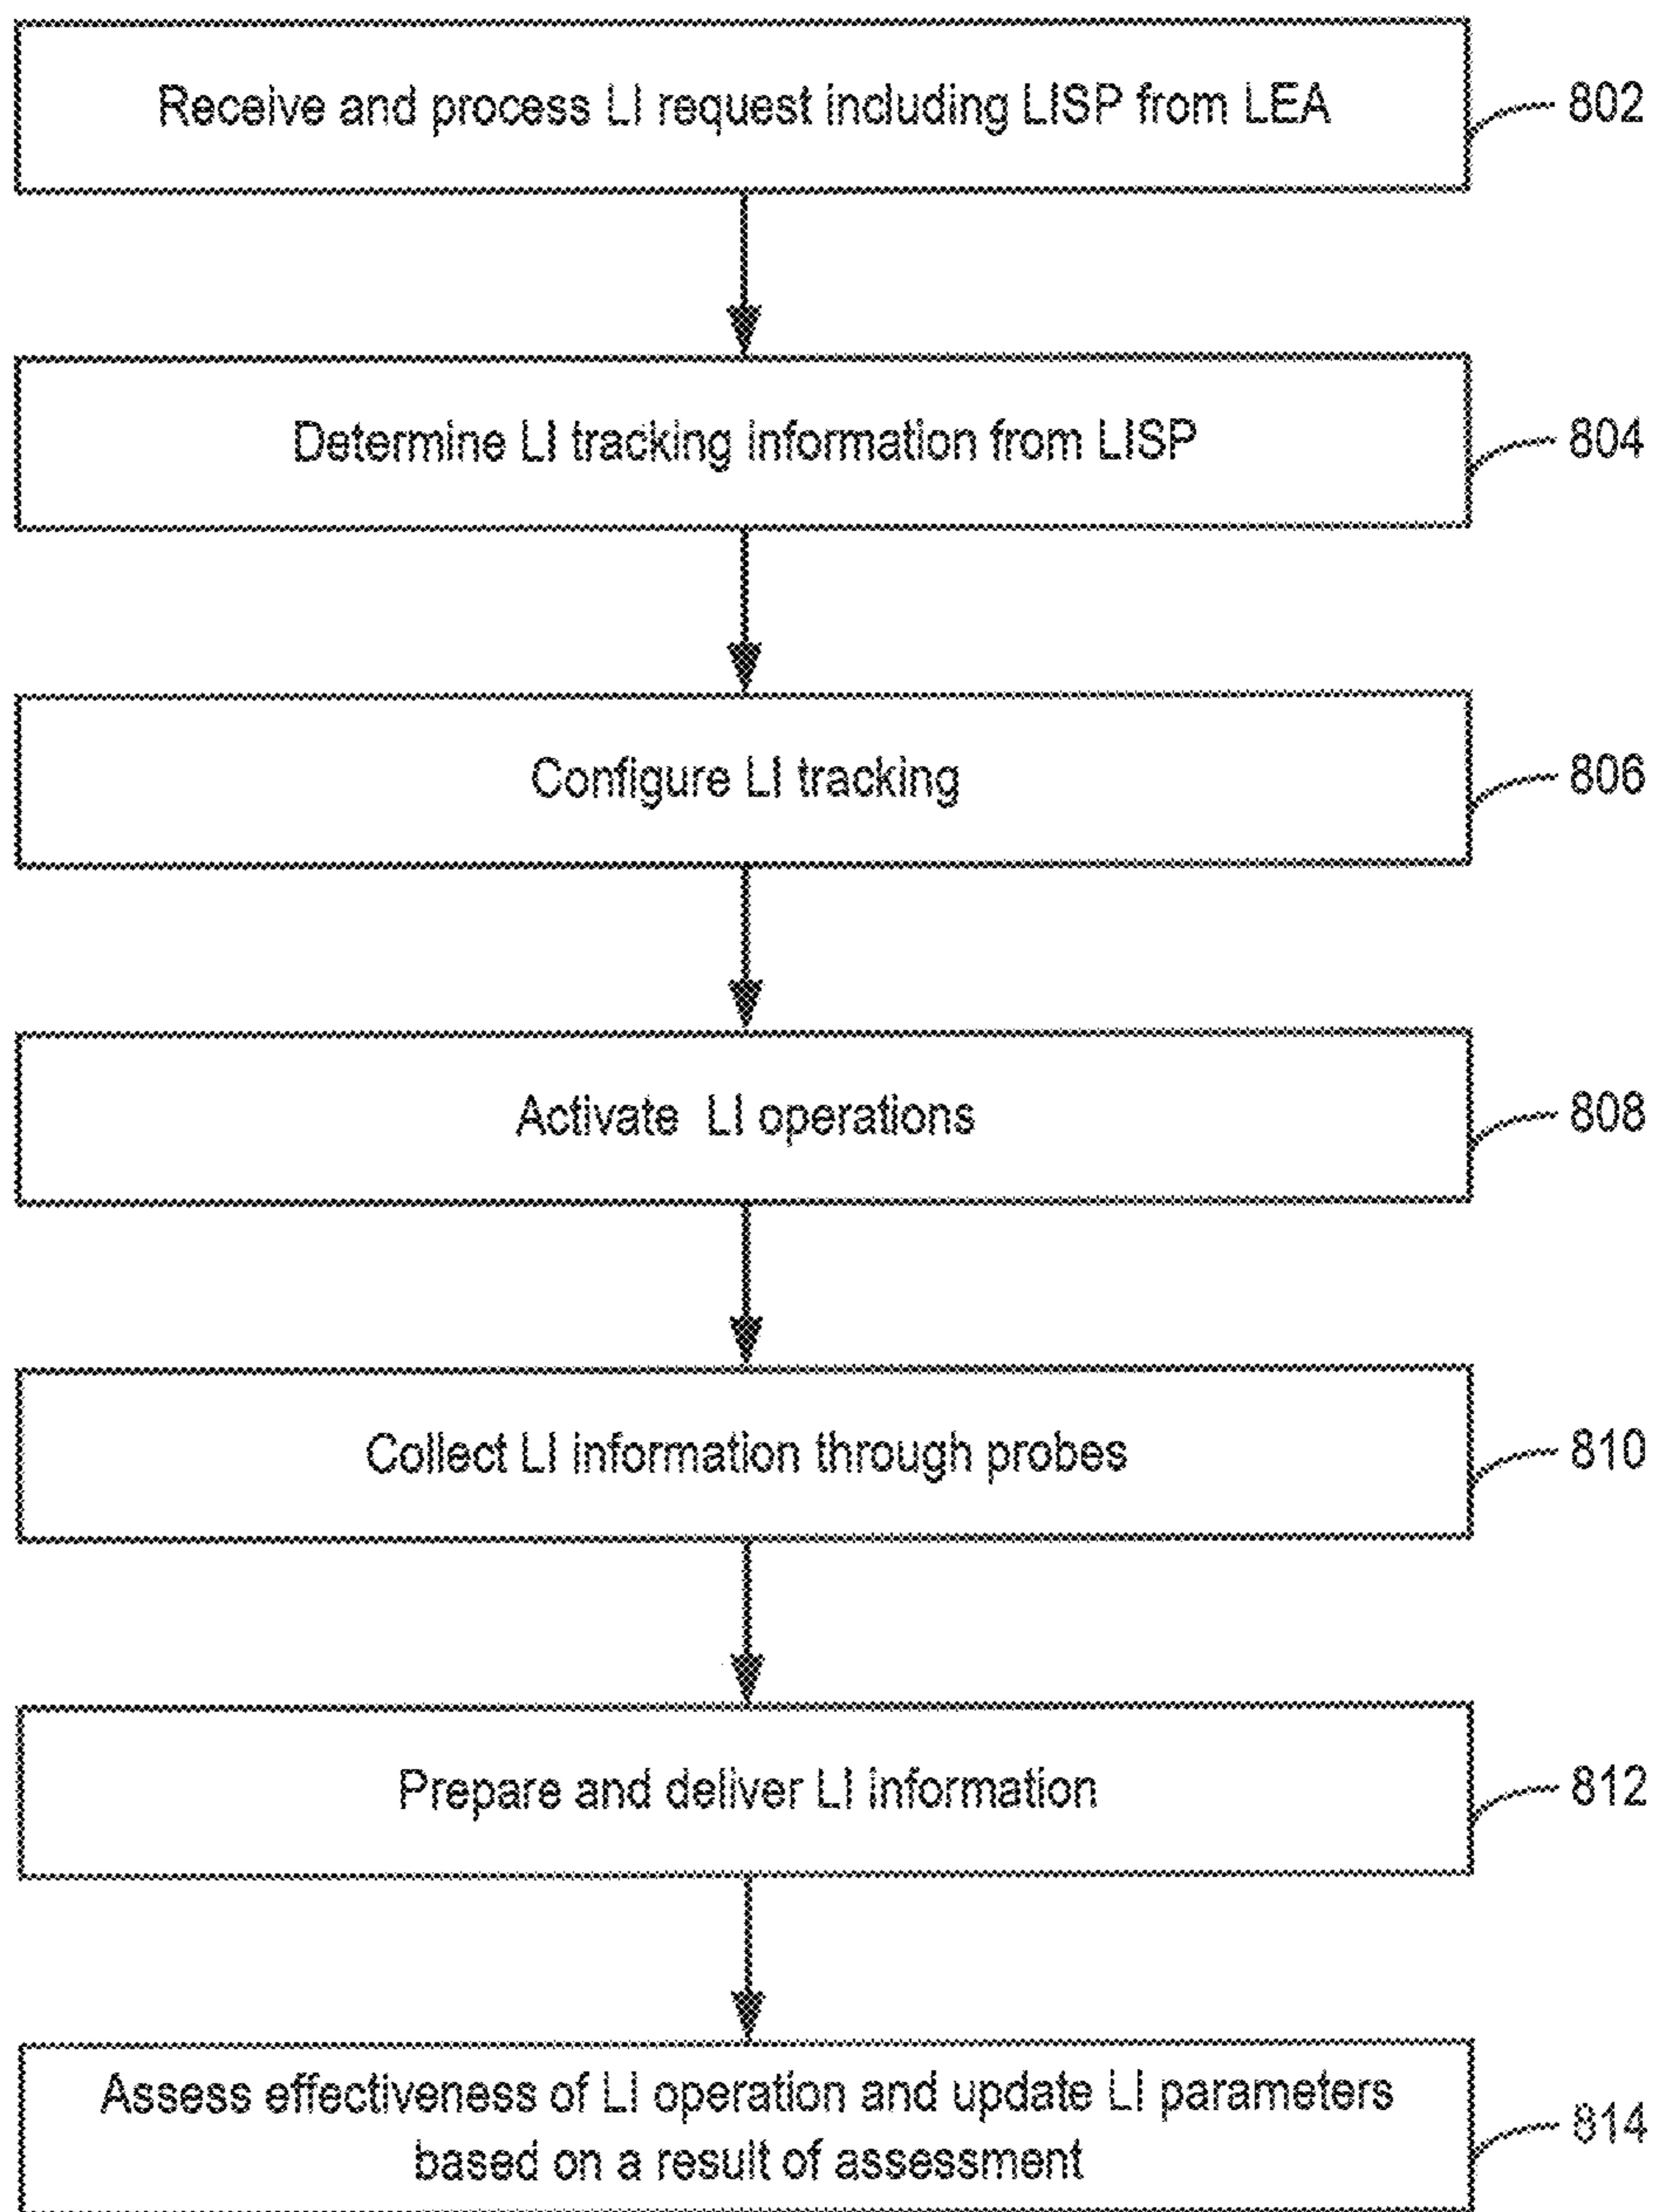 Receive and process LI request including LISP from LEA
802
Determine LI tracking information from LISP
804
Configure LI tracking
806
Activate LI operations
808
Collect LI information through probes
810
Prepare and deliver LI information
812
Assess effectiveness of LI operation and update LI parameters
based on a result of assessment
814